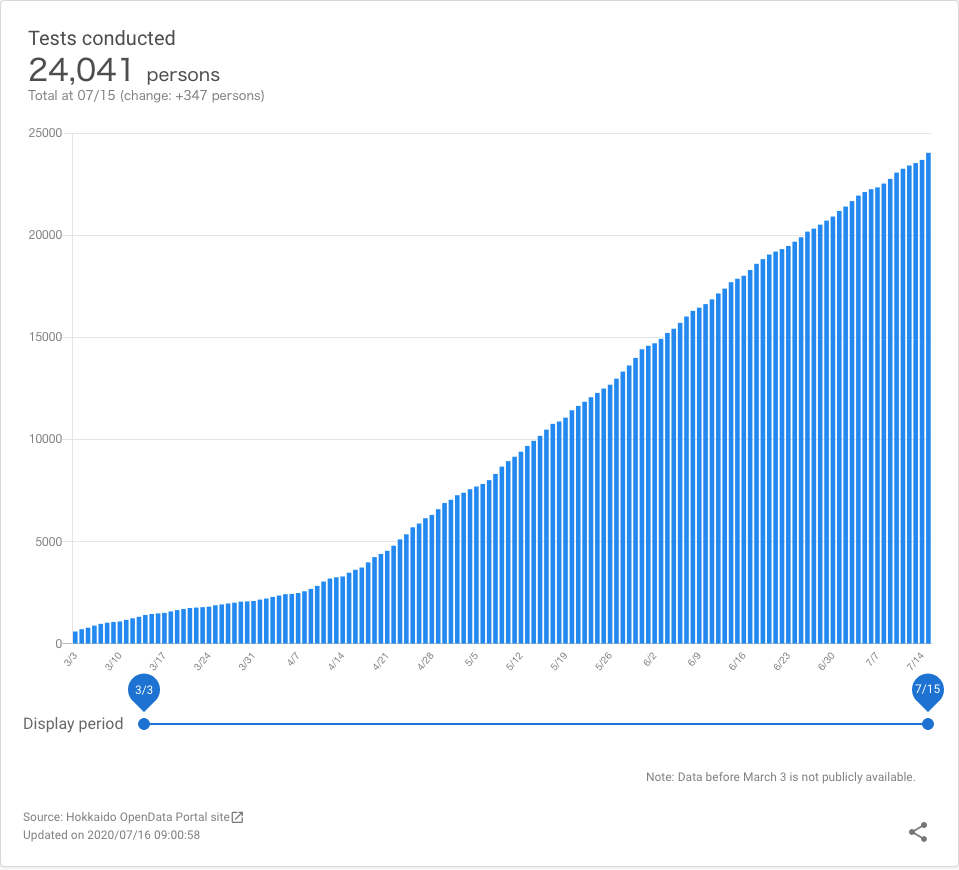 Tests conducted
24,041 persons
Total at 07/15 (change: +347 persons)
25000
20000
15000
10000
5000
0
3/3 3/10 3/17 3/24 3/31 4/7 4/14 4/21 4/28 5/5 5/12 5/19 5/26 6/2 6/9 6/16 6/23 6/30 7/7 7/14
3/3 7/15
Display period
Note: Data before March 3 is not publicly available.
Source: Hokkaido OpenData Portal site
Updated on 2020/07/16 09:00:58